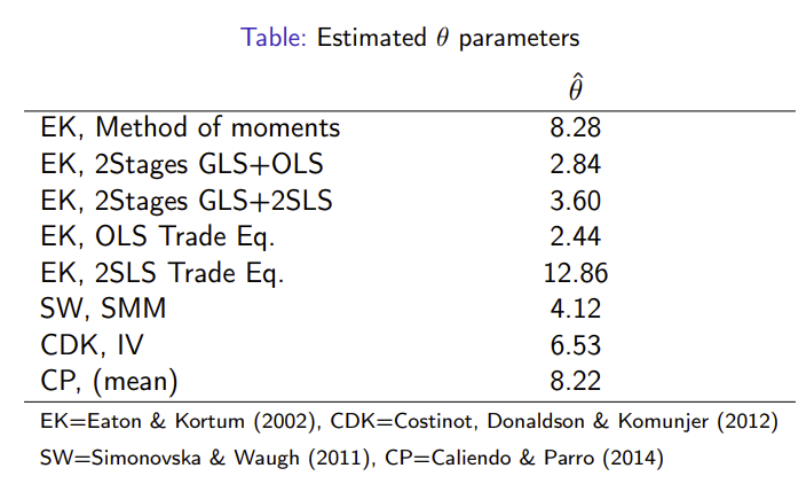 Table: Estimated θ parameters
θ̂
EK, Method of moments 8.28
EK, 2Stages GLS+OLS 2.84
EK, 2Stages GLS+2SLS 3.60
EK, OLS Trade Eq. 2.44
EK, 2SLS Trade Eq. 12.86
SW, SMM 4.12
CDK, IV 6.53
CP, (mean) 8.22
EK=Eaton & Kortum (2002), CDK=Costinot, Donaldson & Komunjer (2012)
SW=Simonovska & Waugh (2011), CP=Caliendo & Parro (2014)